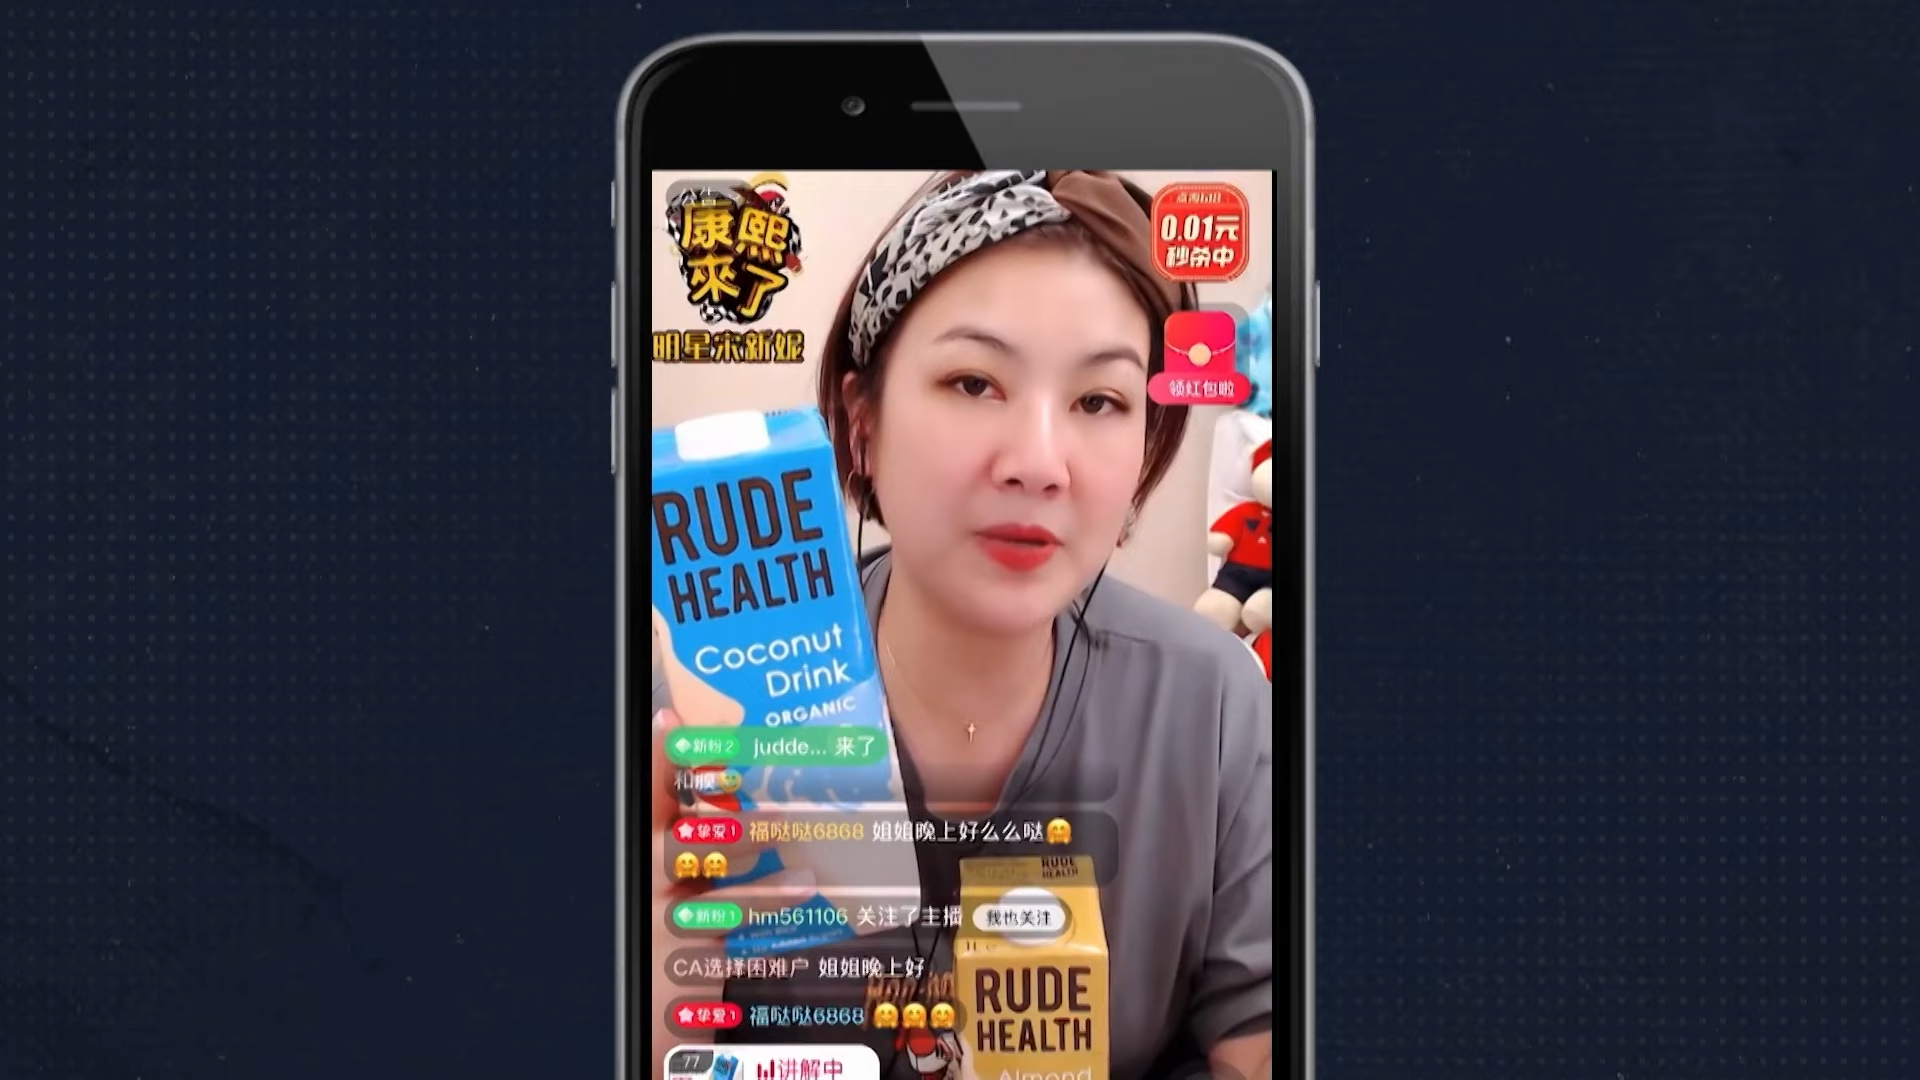 康熙
來了
明星宋新妮
0.01元
秒杀中
领红包啦
RUDE
HEALTH
Coconut
Drink
ORGANIC
新粉2 judde... 来了
福哒哒6868 姐姐晚上好么么哒🤗
🤗🤗
新粉1 hm561106 关注了主播 我也关注
CA选择困难户 姐姐晚上好
挚爱1 福哒哒6868 🤗🤗🤗
RUDE
HEALTH
RUDE
HEALTH
Almond
77
讲解中